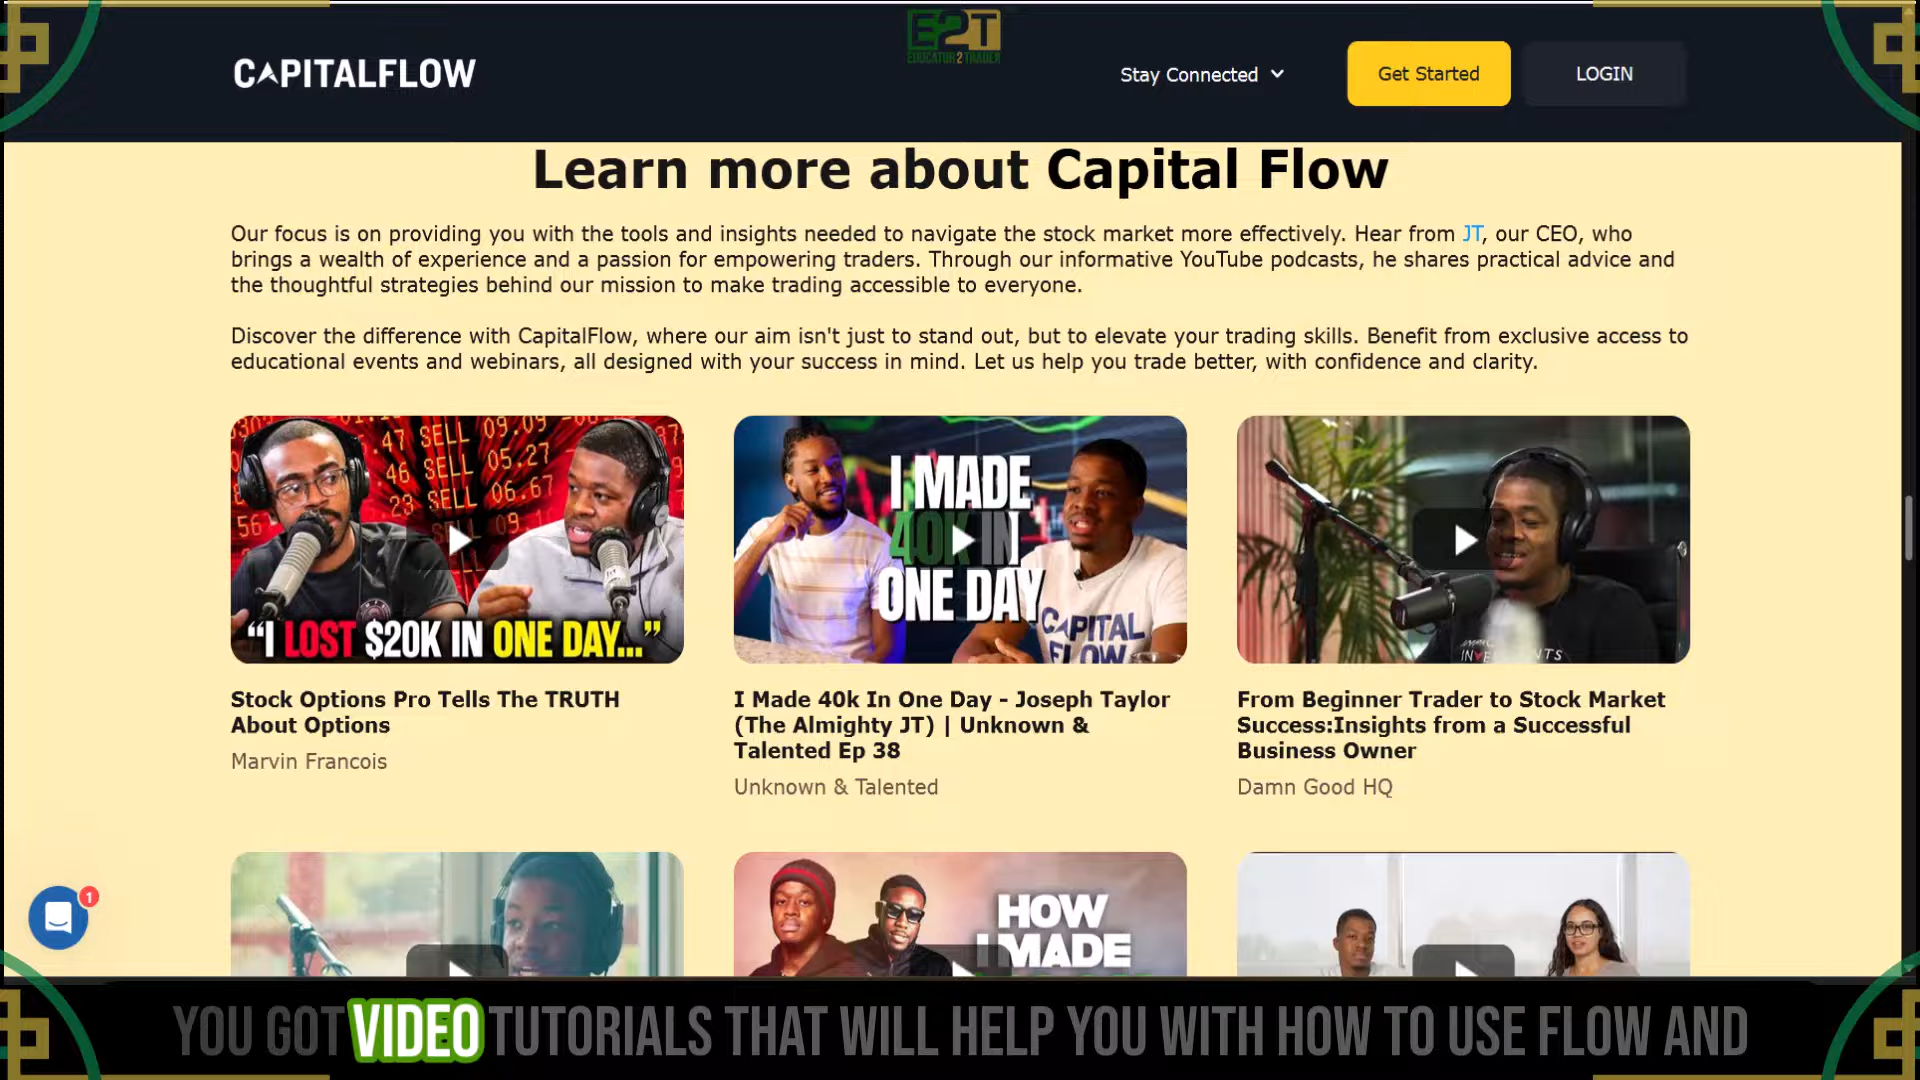 E2T
EDUCATOR2TRADER
CAPITALFLOW
Stay Connected
Get Started
LOGIN
Learn more about Capital Flow
Our focus is on providing you with the tools and insights needed to navigate the stock market more effectively. Hear from JT, our CEO, who
brings a wealth of experience and a passion for empowering traders. Through our informative YouTube podcasts, he shares practical advice and
the thoughtful strategies behind our mission to make trading accessible to everyone.
Discover the difference with CapitalFlow, where our aim isn't just to stand out, but to elevate your trading skills. Benefit from exclusive access to
educational events and webinars, all designed with your success in mind. Let us help you trade better, with confidence and clarity.
47 SELL 09.09
46 SELL 05.27
23 SELL 06.67
56 SELL 09.1
“I LOST $20K IN ONE DAY...”
I MADE
40K IN
ONE DAY
CAPITAL
FLOW
Stock Options Pro Tells The TRUTH
About Options
Marvin Francois
I Made 40k In One Day - Joseph Taylor
(The Almighty JT) | Unknown &
Talented Ep 38
Unknown & Talented
From Beginner Trader to Stock Market
Success:Insights from a Successful
Business Owner
Damn Good HQ
HOW
I MADE
1
YOU GOT VIDEO TUTORIALS THAT WILL HELP YOU WITH HOW TO USE FLOW AND